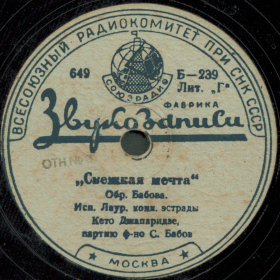 ВСЕСОЮЗНЫЙ РАДИОКОМИТЕТ ПРИ СНК СССР
СОЮЗРАДИО
649
Б—239
Лит. „Г"
ФАБРИКА
Звукозаписи
„Снежная мечта"
Обр. Бабова.
Исп. Лаур. конк. эстрады
Кето Джапаридзе,
партию ф-но С. Бабов
МОСКВА